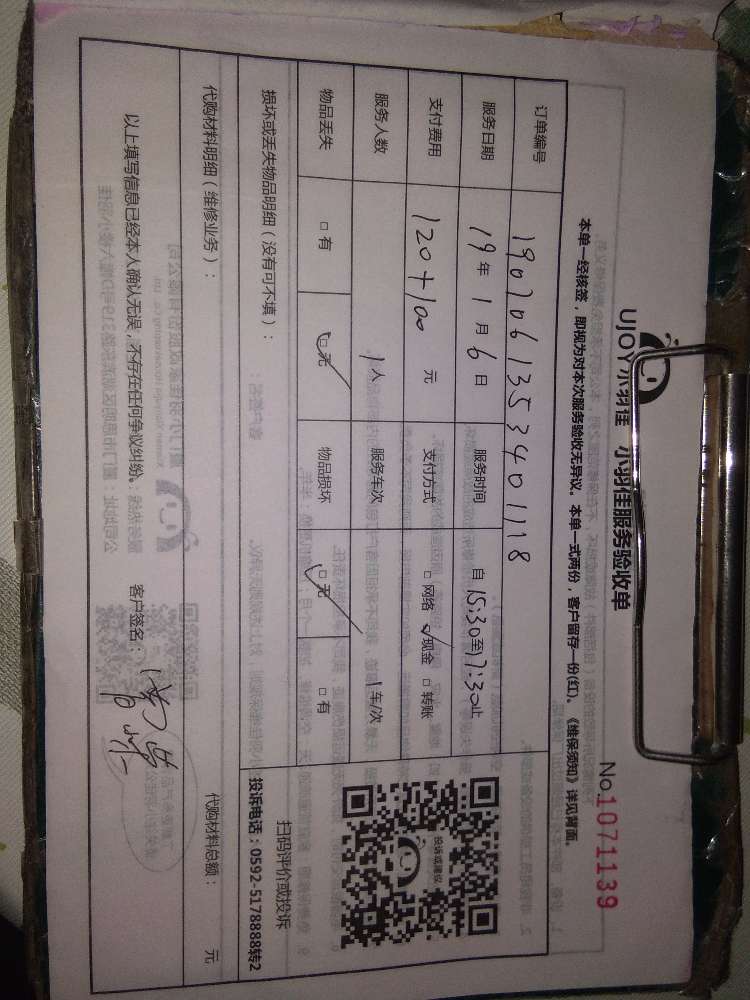 UJOY小羽佳 小羽佳服务验收单
No.1071139
本单一经核签，即视为对本次服务验收无异议。本单一式两份，客户留存一份(红)。《维保须知》详见背面。
订单编号 1907061353401118
服务日期 19年1月6日 服务时间 自15:30至17:30止
支付费用 120+100 元 支付方式 □网络 ☑现金 □转账
服务人数 1人 服务车次 1车/次
物品丢失 □有 ☑无 物品损坏 ☑无 □有
损坏或丢失物品明细（没有可不填）：
代购材料明细（维修业务）： 代购材料总额： 元
以上填写信息已经本人确认无误，不存在任何争议纠纷。 客户签名：
投诉或建议
扫码评价或投诉
投诉电话：0592-5178888转2